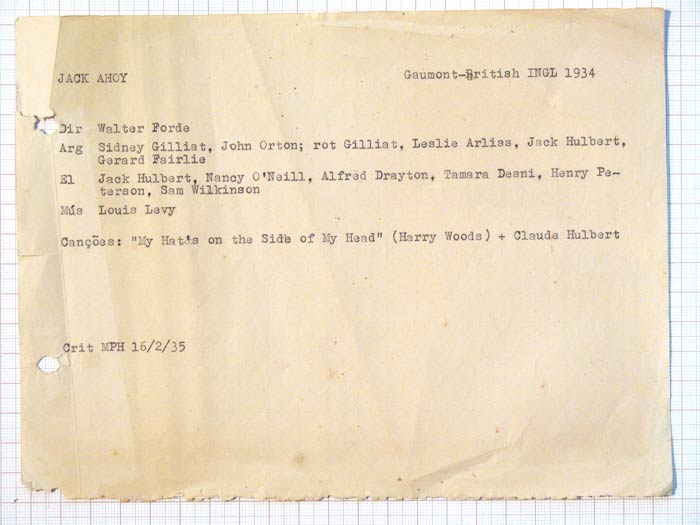 JACK AHOY Gaumont-British INGL 1934
Dir Walter Forde
Arg Sidney Gilliat, John Orton; rot Gilliat, Leslie Arliss, Jack Hulbert,
Gerard Fairlie
El Jack Hulbert, Nancy O'Neill, Alfred Drayton, Tamara Desni, Henry Pe-
terson, Sam Wilkinson
Mús Louis Levy
Canções: "My Hat's on the Side of My Head" (Harry Woods) + Claude Hulbert
Crit MPH 16/2/35